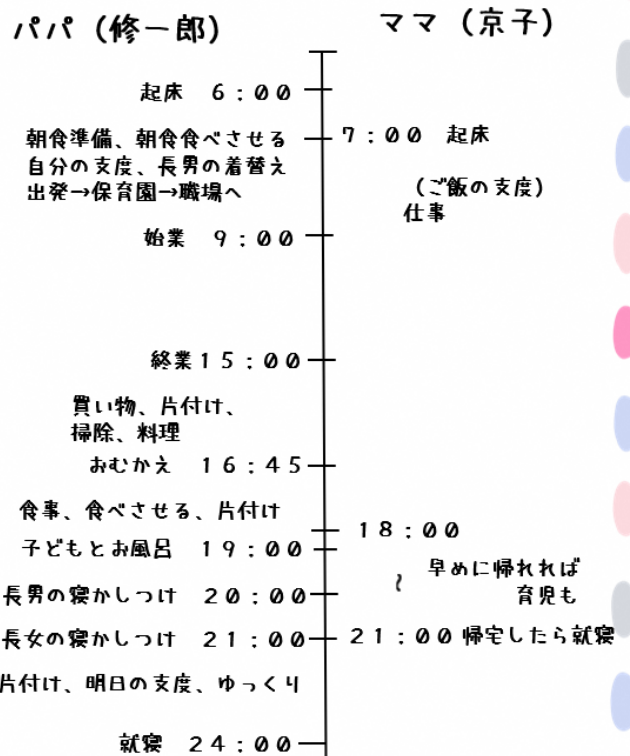 パパ（修一郎）
ママ（京子）
起床　６：００
７：００　起床
朝食準備、朝食食べさせる
自分の支度、長男の着替え
出発→保育園→職場へ
（ご飯の支度）
仕事
始業　９：００
終業１５：００
買い物、片付け、
掃除、料理
おむかえ　１６：４５
食事、食べさせる、片付け
１８：００
子どもとお風呂　１９：００
〜　早めに帰れれば
育児も
長男の寝かしつけ　２０：００
長女の寝かしつけ　２１：００
２１：００ 帰宅したら就寝
片付け、明日の支度、ゆっくり
就寝　２４：００